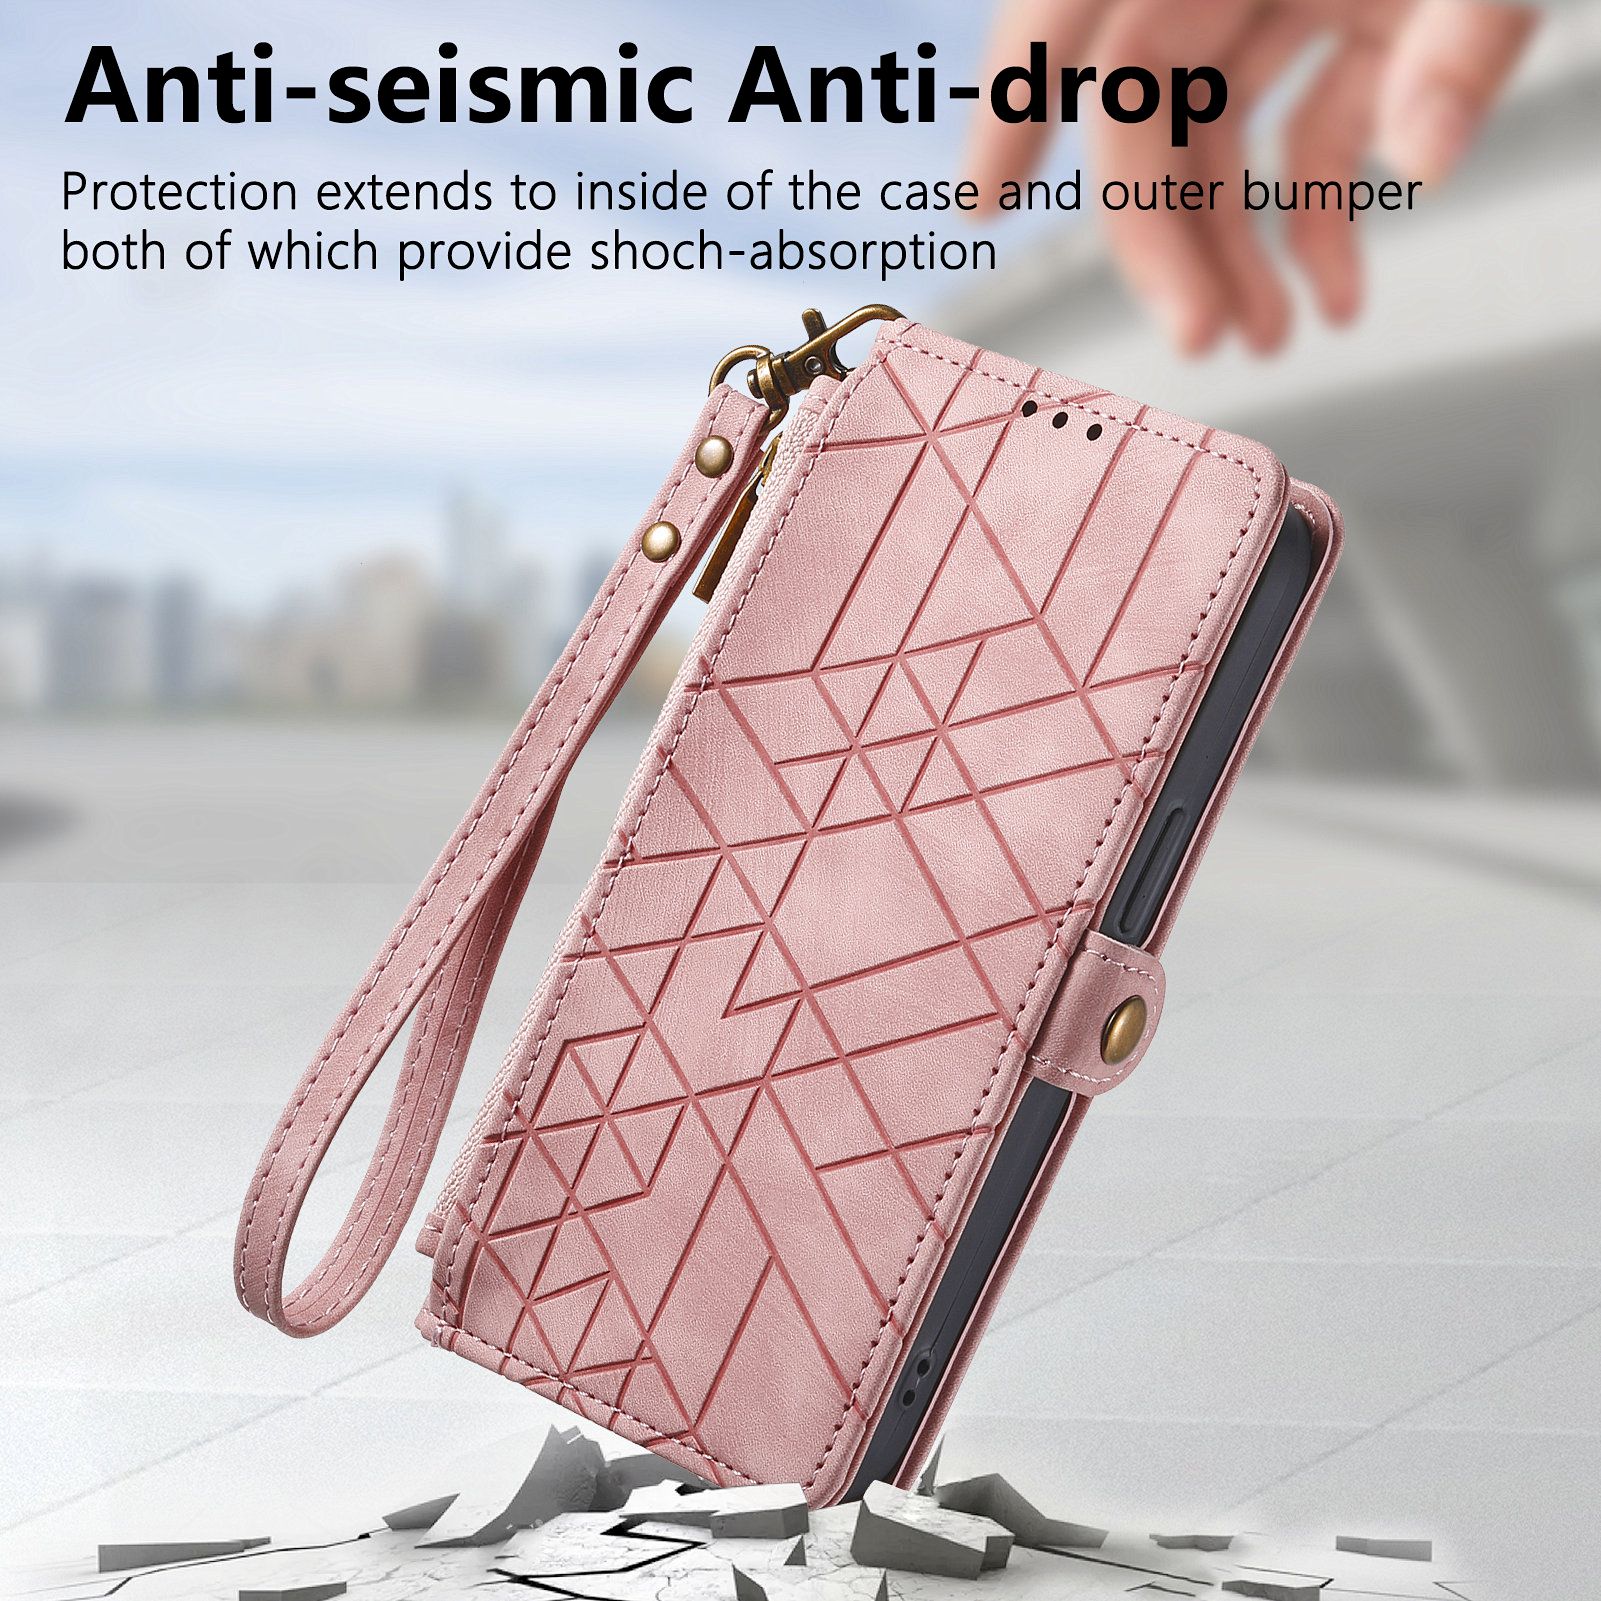 Anti-seismic Anti-drop
Protection extends to inside of the case and outer bumper
both of which provide shoch-absorption